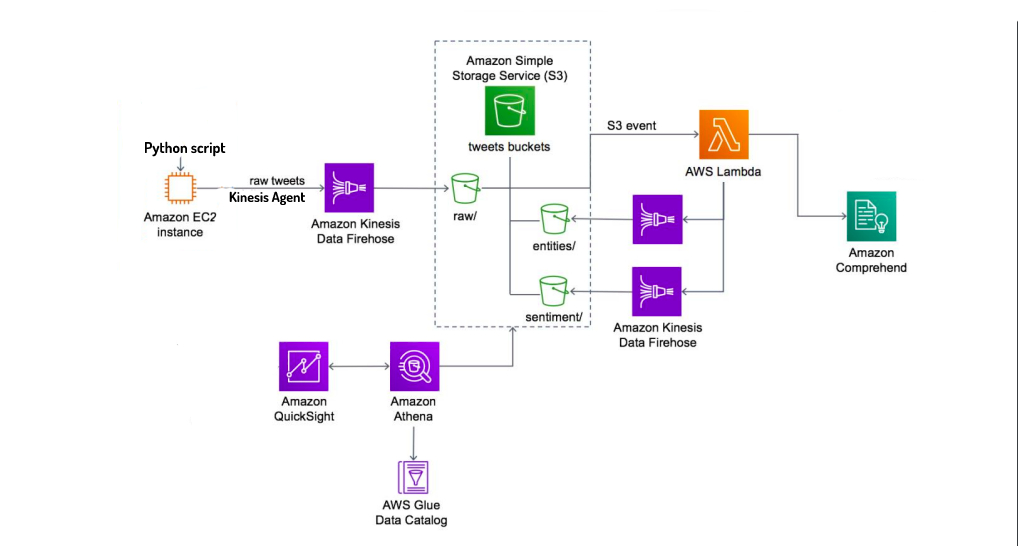 Amazon Simple
Storage Service (S3)
tweets buckets
S3 event
AWS Lambda
Python script
raw tweets
Kinesis Agent
Amazon EC2
instance
Amazon Kinesis
Data Firehose
raw/
entities/
sentiment/
Amazon Kinesis
Data Firehose
Amazon
Comprehend
Amazon
QuickSight
Amazon
Athena
AWS Glue
Data Catalog